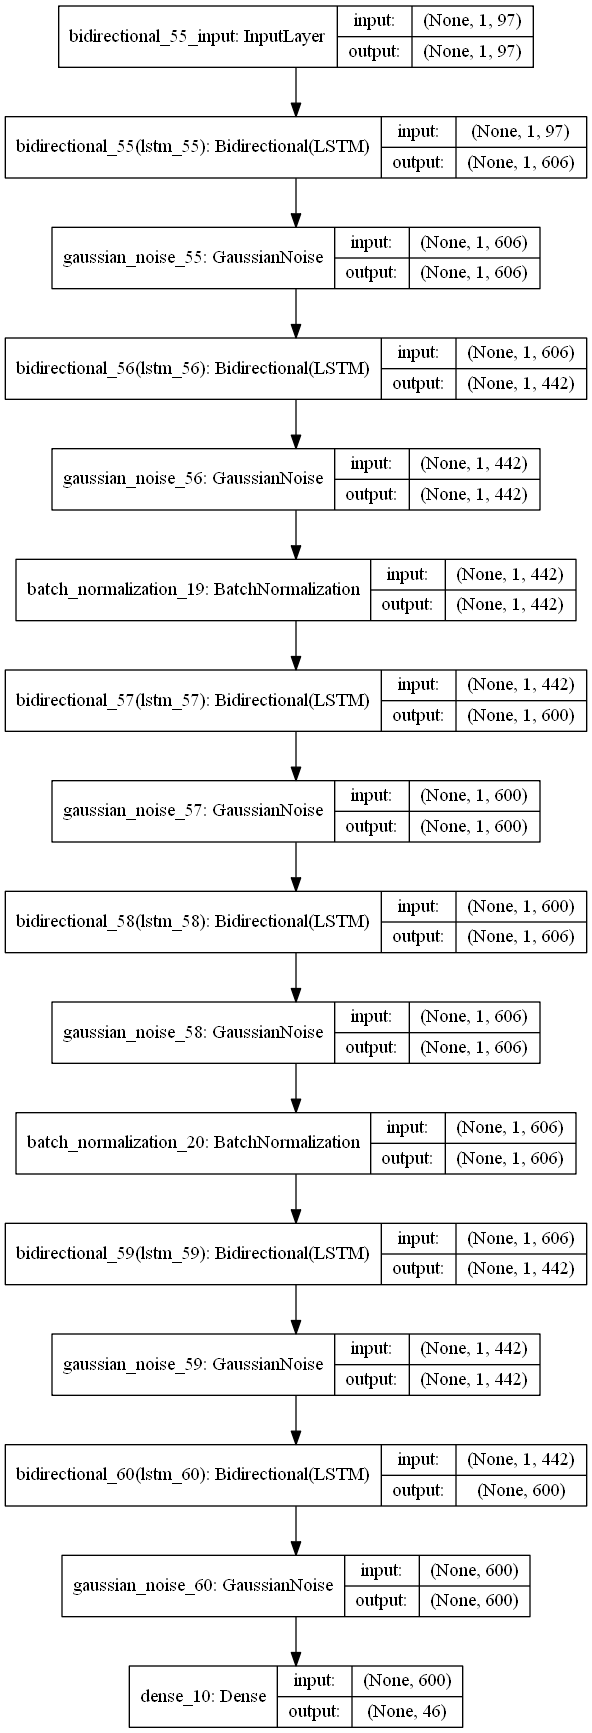 bidirectional_55_input: InputLayer
input: (None, 1, 97)
output: (None, 1, 97)
bidirectional_55(lstm_55): Bidirectional(LSTM)
input: (None, 1, 97)
output: (None, 1, 606)
gaussian_noise_55: GaussianNoise
input: (None, 1, 606)
output: (None, 1, 606)
bidirectional_56(lstm_56): Bidirectional(LSTM)
input: (None, 1, 606)
output: (None, 1, 442)
gaussian_noise_56: GaussianNoise
input: (None, 1, 442)
output: (None, 1, 442)
batch_normalization_19: BatchNormalization
input: (None, 1, 442)
output: (None, 1, 442)
bidirectional_57(lstm_57): Bidirectional(LSTM)
input: (None, 1, 442)
output: (None, 1, 600)
gaussian_noise_57: GaussianNoise
input: (None, 1, 600)
output: (None, 1, 600)
bidirectional_58(lstm_58): Bidirectional(LSTM)
input: (None, 1, 600)
output: (None, 1, 606)
gaussian_noise_58: GaussianNoise
input: (None, 1, 606)
output: (None, 1, 606)
batch_normalization_20: BatchNormalization
input: (None, 1, 606)
output: (None, 1, 606)
bidirectional_59(lstm_59): Bidirectional(LSTM)
input: (None, 1, 606)
output: (None, 1, 442)
gaussian_noise_59: GaussianNoise
input: (None, 1, 442)
output: (None, 1, 442)
bidirectional_60(lstm_60): Bidirectional(LSTM)
input: (None, 1, 442)
output: (None, 600)
gaussian_noise_60: GaussianNoise
input: (None, 600)
output: (None, 600)
dense_10: Dense
input: (None, 600)
output: (None, 46)